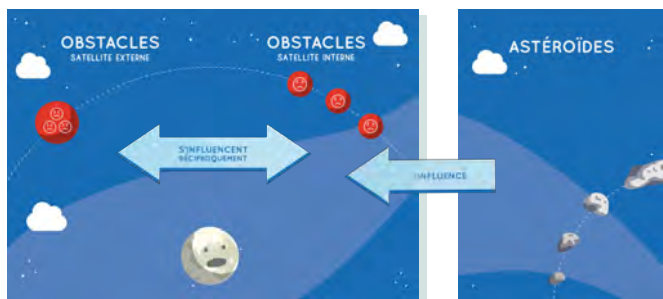 OBSTACLES
SATELLITE EXTERNE
OBSTACLES
SATELLITE INTERNE
ASTÉROÏDES
S'INFLUENCENT
RÉCIPROQUEMENT
INFLUENCE